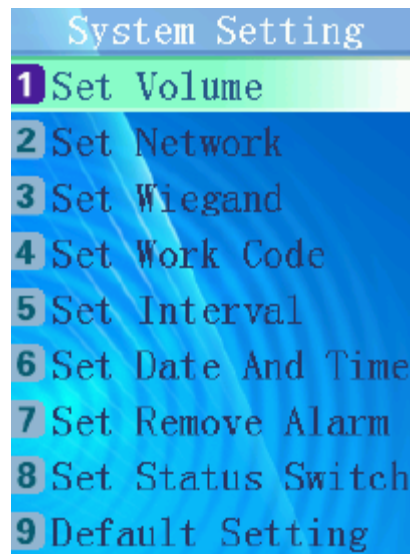 System Setting
1 Set Volume
2 Set Network
3 Set Wiegand
4 Set Work Code
5 Set Interval
6 Set Date And Time
7 Set Remove Alarm
8 Set Status Switch
9 Default Setting